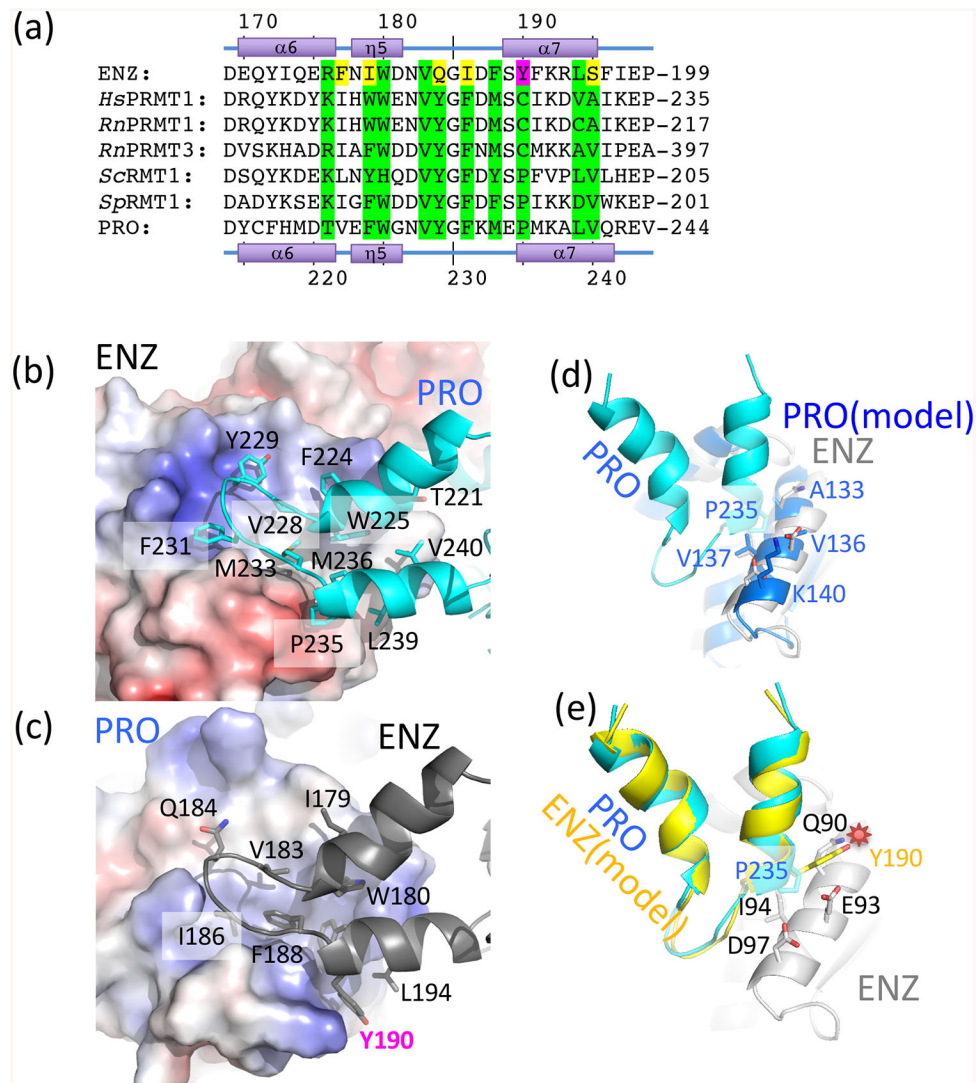 (a)
170 180 190
α6 η5 α7
ENZ: DEQYIQERFNIWDNVQGIDFSYFKRLSFIEP-199
HsPRMT1: DRQYKDYKIHWWENVYGFDMSCIKDVAIKEP-235
RnPRMT1: DRQYKDYKIHWWENVYGFDMSCIKDCAIKEP-217
RnPRMT3: DVSKHADRIAFWDDVYGFNMSCMKKAVIPEA-397
ScRMT1: DSQYKDEKLNYHQDVYGFDYSPFVPLVLHEP-205
SpRMT1: DADYKSEKIGFWDDVYGFDFSPIKKDVWKEP-201
PRO: DYCFHMDTVEFWGNVYGFKMEPMKALVQREV-244
α6 η5 α7
220 230 240
(b)
ENZ
PRO
Y229
F224
T221
V228
W225
F231
M233
M236
V240
P235
L239
(c)
PRO
ENZ
I179
Q184
V183
W180
I186
F188
L194
Y190
(d)
PRO(model)
ENZ
PRO
A133
P235
V137
V136
K140
(e)
PRO
ENZ(model)
Q90
Y190
P235
I94
E93
D97
ENZ